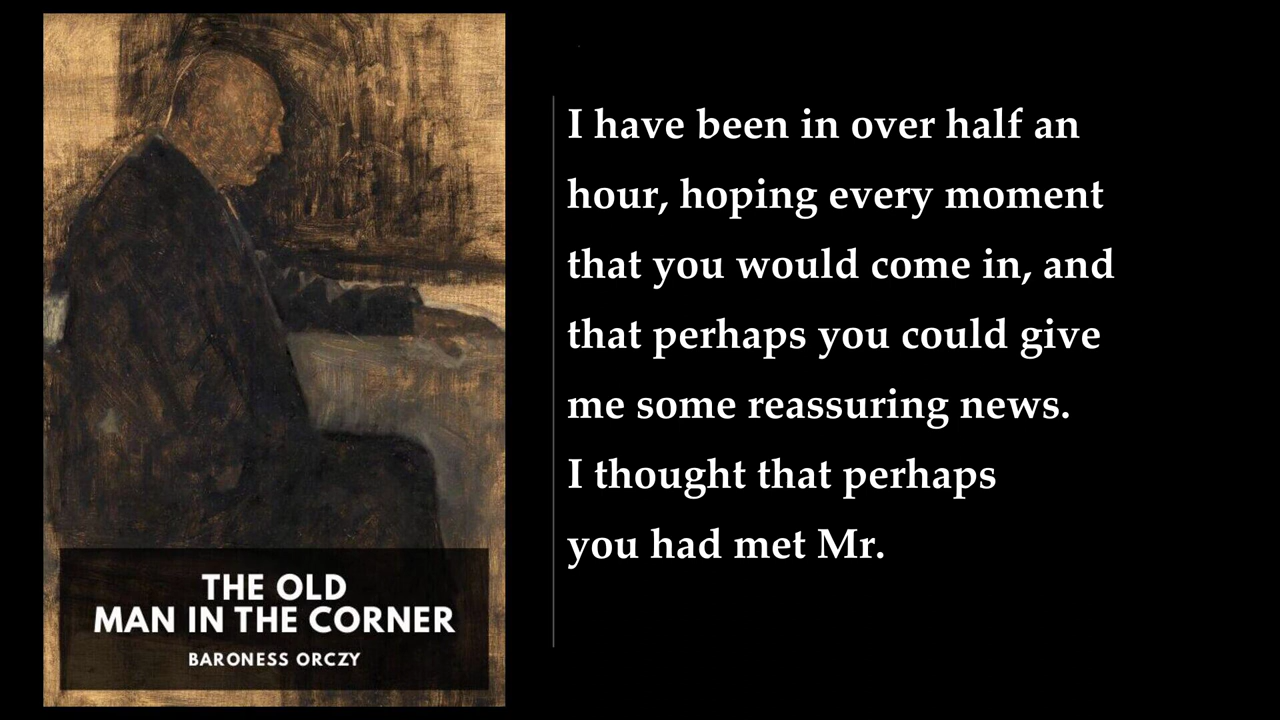 THE OLD
MAN IN THE CORNER
BARONESS ORCZY
I have been in over half an
hour, hoping every moment
that you would come in, and
that perhaps you could give
me some reassuring news.
I thought that perhaps
you had met Mr.